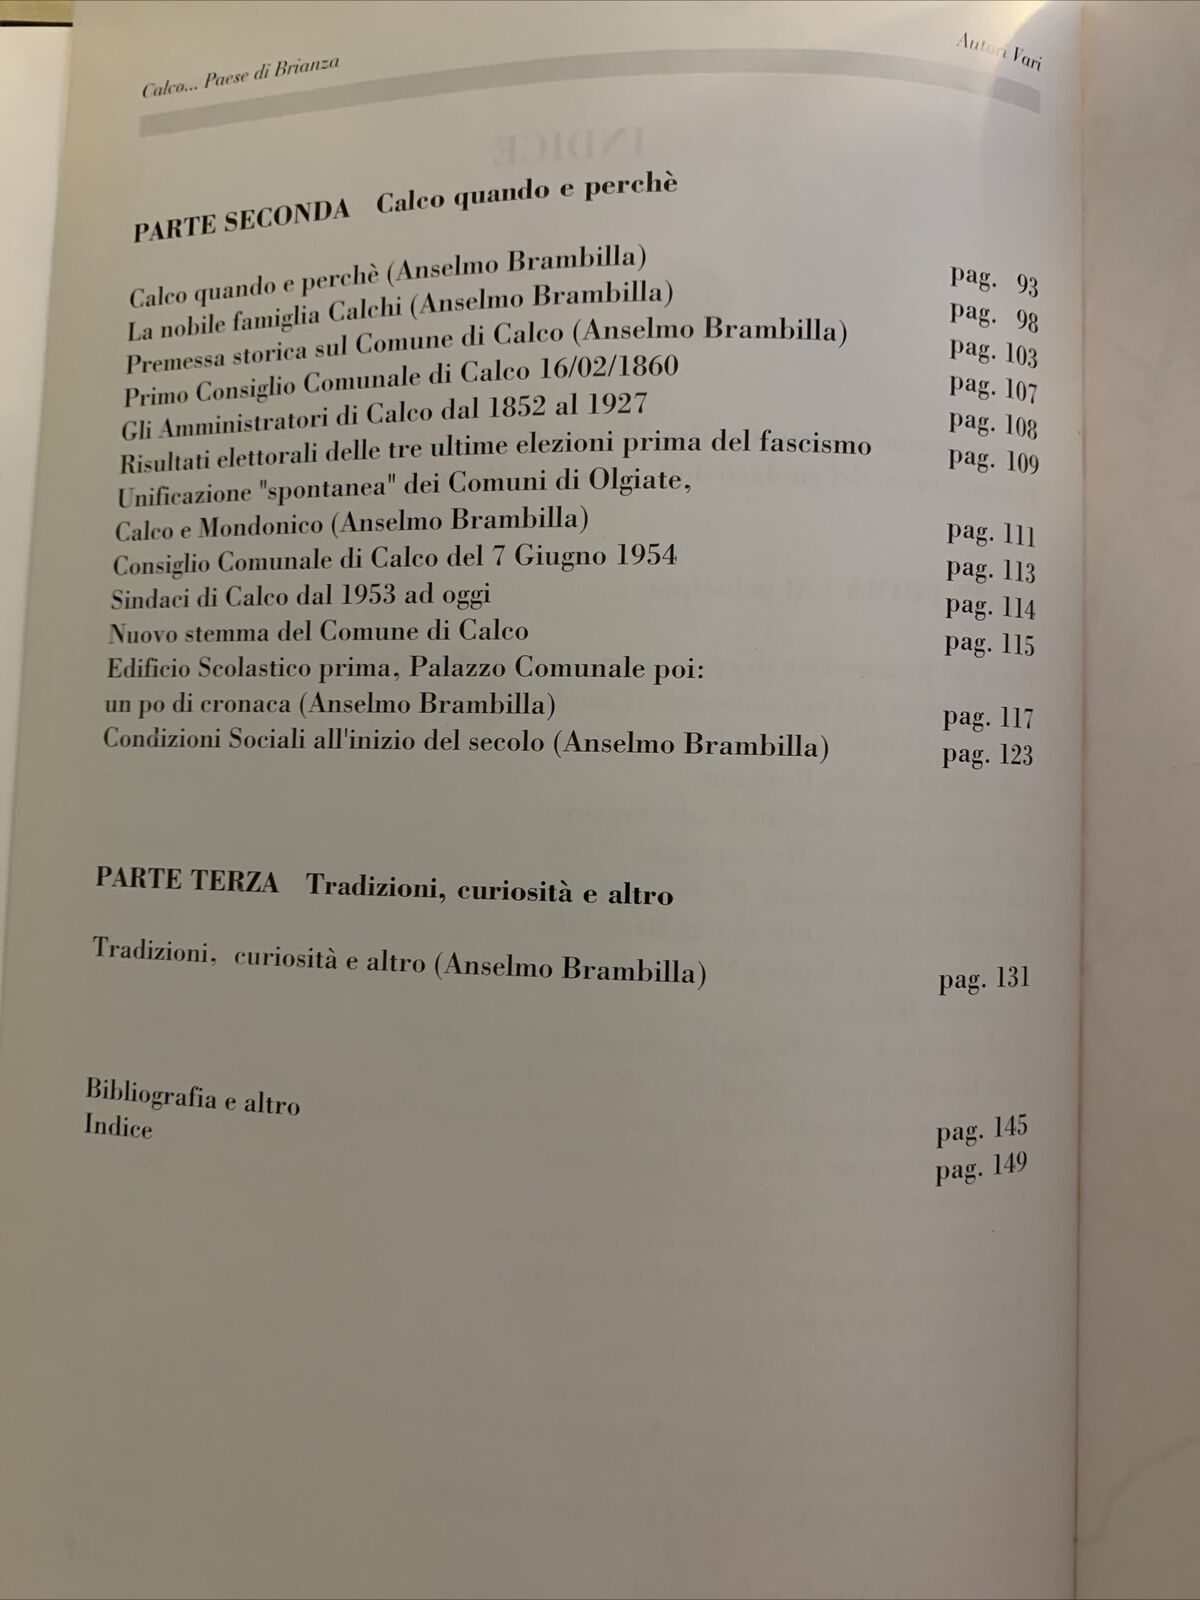 Calco... Paese di Brianza
Autori Vari
PARTE SECONDA Calco quando e perchè
Calco quando e perchè (Anselmo Brambilla) pag. 93
La nobile famiglia Calchi (Anselmo Brambilla) pag. 98
Premessa storica sul Comune di Calco (Anselmo Brambilla) pag. 103
Primo Consiglio Comunale di Calco 16/02/1860 pag. 107
Gli Amministratori di Calco dal 1852 al 1927 pag. 108
Risultati elettorali delle tre ultime elezioni prima del fascismo pag. 109
Unificazione "spontanea" dei Comuni di Olgiate,
Calco e Mondonico (Anselmo Brambilla) pag. 111
Consiglio Comunale di Calco del 7 Giugno 1954 pag. 113
Sindaci di Calco dal 1953 ad oggi pag. 114
Nuovo stemma del Comune di Calco pag. 115
Edificio Scolastico prima, Palazzo Comunale poi:
un po di cronaca (Anselmo Brambilla) pag. 117
Condizioni Sociali all'inizio del secolo (Anselmo Brambilla) pag. 123
PARTE TERZA Tradizioni, curiosità e altro
Tradizioni, curiosità e altro (Anselmo Brambilla) pag. 131
Bibliografia e altro pag. 145
Indice pag. 149